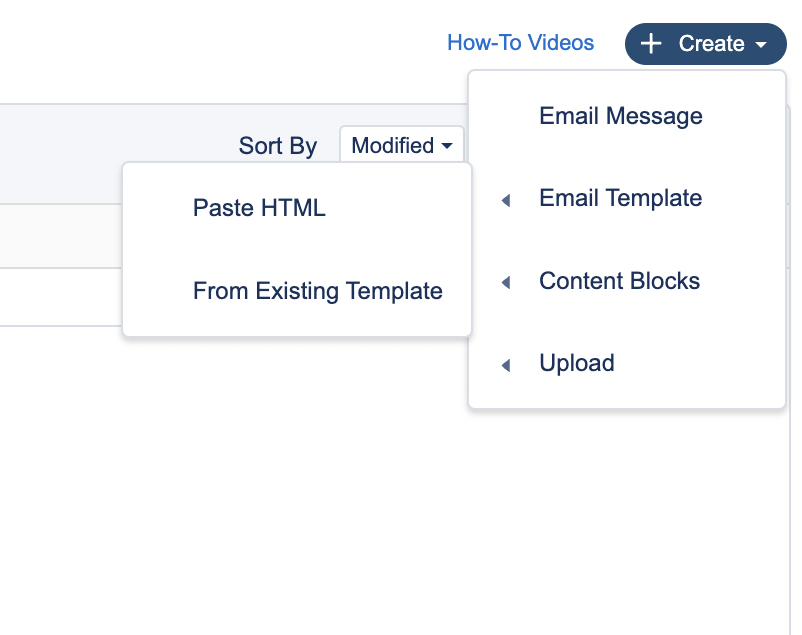 How-To Videos
Create
Sort By
Modified
Email Message
Email Template
Content Blocks
Upload
Paste HTML
From Existing Template